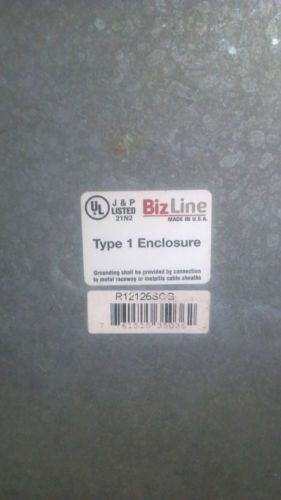 UL
J & P
LISTED
21N2
BizLine
MADE IN U.S.A.
Type 1 Enclosure
Grounding shall be provided by connection
to metal raceway or metallic cable sheaths
R12126SCG